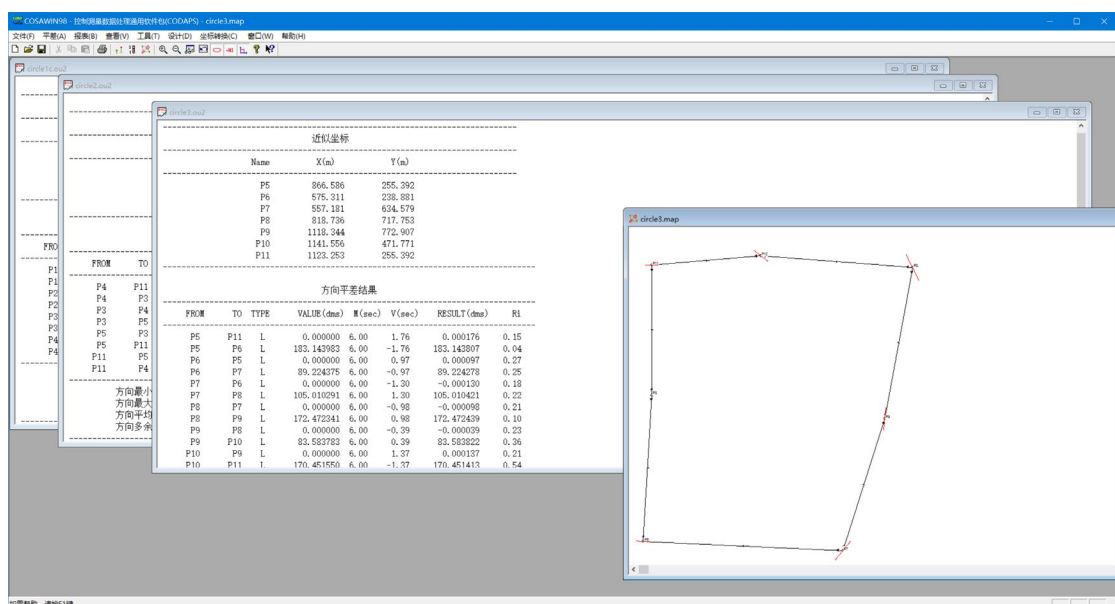 COSAWIN98 - 控制测量数据处理通用软件包(CODAPS) - circle3.map
文件(F) 平差(A) 报表(B) 查看(V) 工具(T) 设计(D) 坐标转换(C) 窗口(W) 帮助(H)
circle1c.ou2
circle2.ou2
circle3.ou2
近似坐标
Name X(m) Y(m)
P5 866.586 255.392
P6 575.311 238.881
P7 557.181 634.579
P8 818.736 717.753
P9 1118.344 772.907
P10 1141.556 471.771
P11 1123.253 255.392
方向平差结果
FROM TO TYPE VALUE(dms) M(sec) V(sec) RESULT(dms) Ri
P5 P11 L 0.000000 6.00 1.76 0.000176 0.15
P5 P6 L 183.143983 6.00 -1.76 183.143807 0.04
P6 P5 L 0.000000 6.00 0.97 0.000097 0.27
P6 P7 L 89.224375 6.00 -0.97 89.224278 0.25
P7 P6 L 0.000000 6.00 -1.30 -0.000130 0.18
P7 P8 L 105.010291 6.00 1.30 105.010421 0.22
P8 P7 L 0.000000 6.00 -0.98 -0.000098 0.21
P8 P9 L 172.472341 6.00 0.98 172.472439 0.10
P9 P8 L 0.000000 6.00 -0.39 -0.000039 0.23
P9 P10 L 83.583783 6.00 0.39 83.583822 0.36
P10 P9 L 0.000000 6.00 1.37 0.000137 0.21
P10 P11 L 170.451550 6.00 -1.37 170.451413 0.54
FRO
P1
P1
P2
P2
P3
P3
P4
P4
FROM TO
P4 P11
P4 P3
P3 P4
P3 P5
P5 P3
P5 P11
P11 P5
P11 P4
方向最小
方向最大
方向平均
方向多余
circle3.map